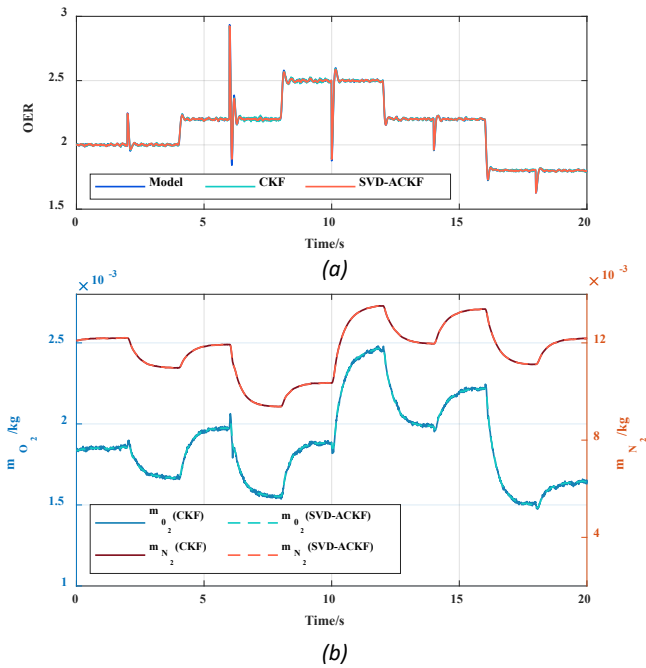 3
2.5
2
1.5
OER
Model CKF SVD-ACKF
0 5 10 15 20
Time/s
(a)
×10⁻³ ×10⁻³
2.5 12
2 8
1.5 4
1
m O₂ /kg
m N₂ /kg
m O₂ (CKF) m O₂ (SVD-ACKF)
m N₂ (CKF) m N₂ (SVD-ACKF)
0 5 10 15 20
Time/s
(b)